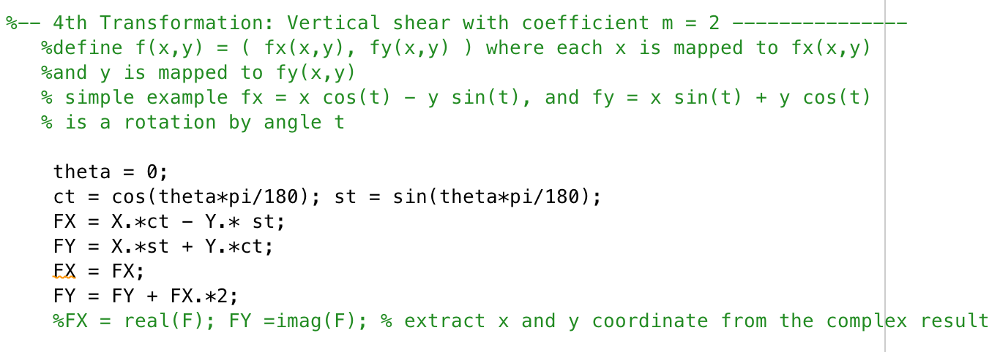 %-- 4th Transformation: Vertical shear with coefficient m = 2 ---------------
%define f(x,y) = ( fx(x,y), fy(x,y) ) where each x is mapped to fx(x,y)
%and y is mapped to fy(x,y)
% simple example fx = x cos(t) - y sin(t), and fy = x sin(t) + y cos(t)
% is a rotation by angle t
theta = 0;
ct = cos(theta*pi/180); st = sin(theta*pi/180);
FX = X.*ct - Y.* st;
FY = X.*st + Y.*ct;
FX = FX;
FY = FY + FX.*2;
%FX = real(F); FY =imag(F); % extract x and y coordinate from the complex result